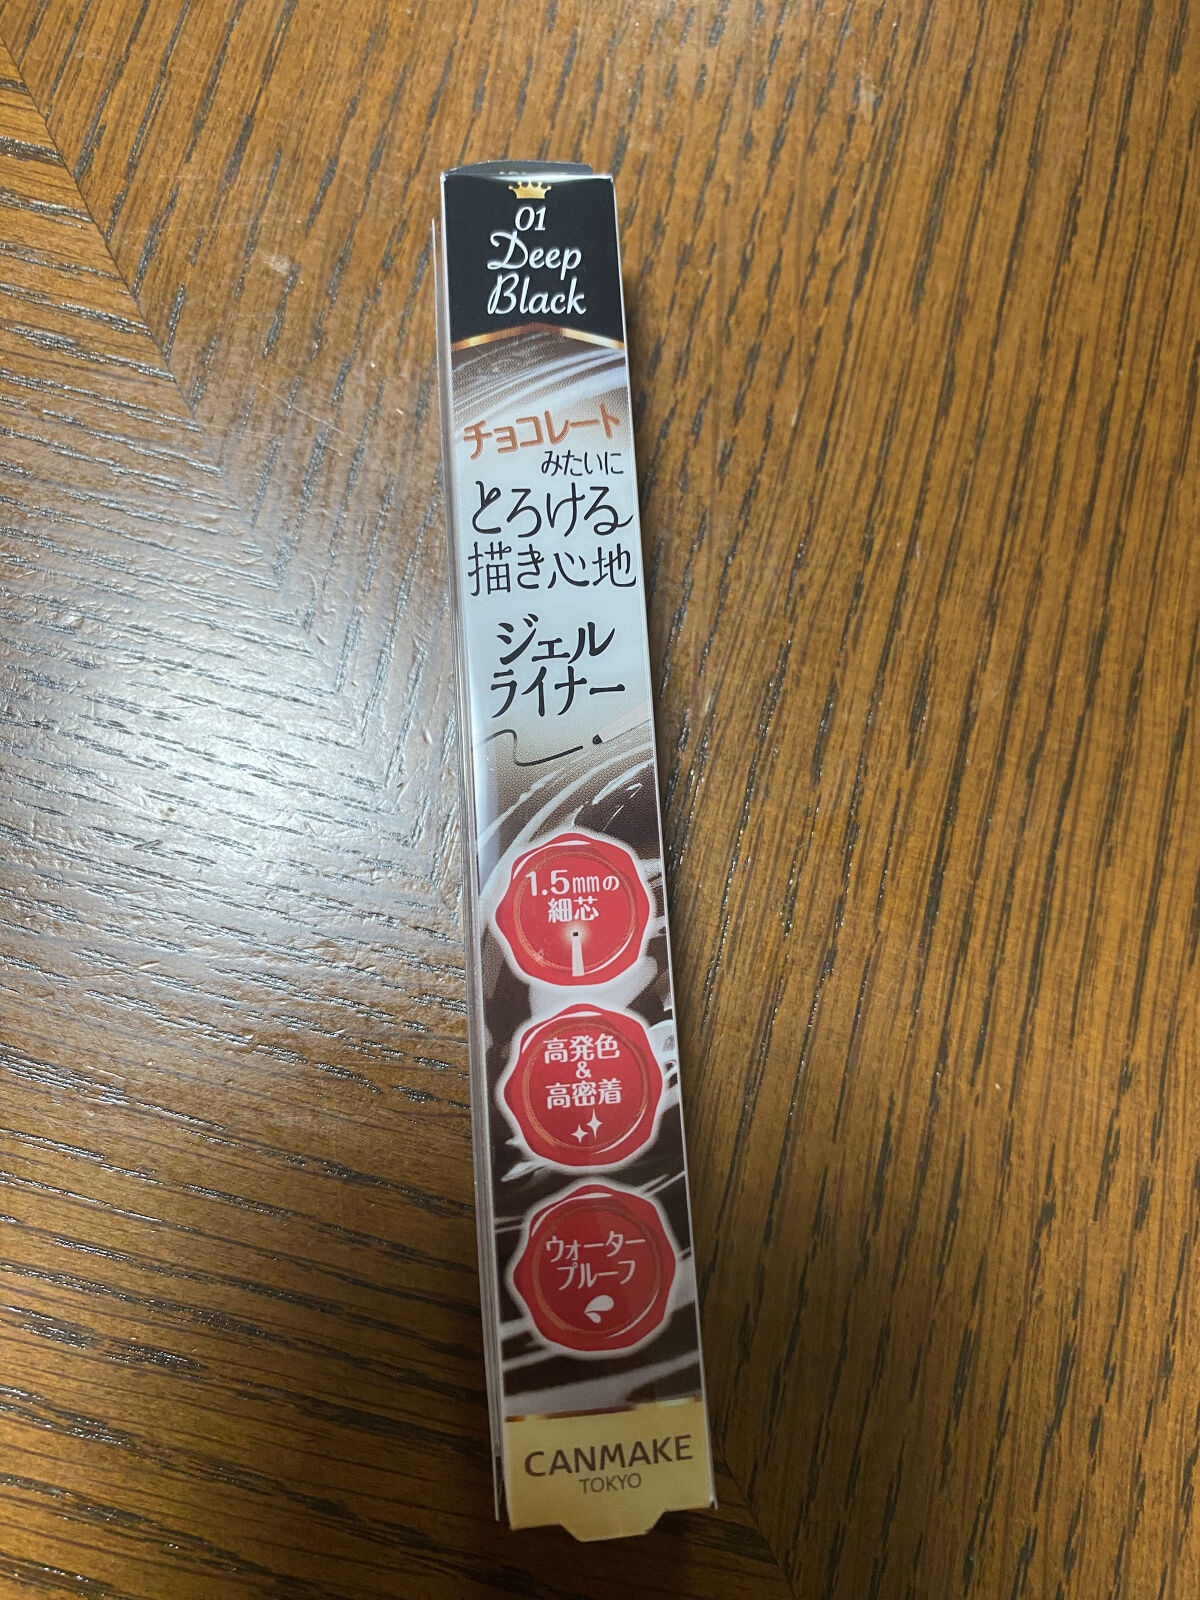 01
Deep
Black
チョコレート
みたいに
とろける
描き心地
ジェル
ライナー
1.5mmの
細芯
高発色
&
高密着
ウォーター
プルーフ
CANMAKE
TOKYO